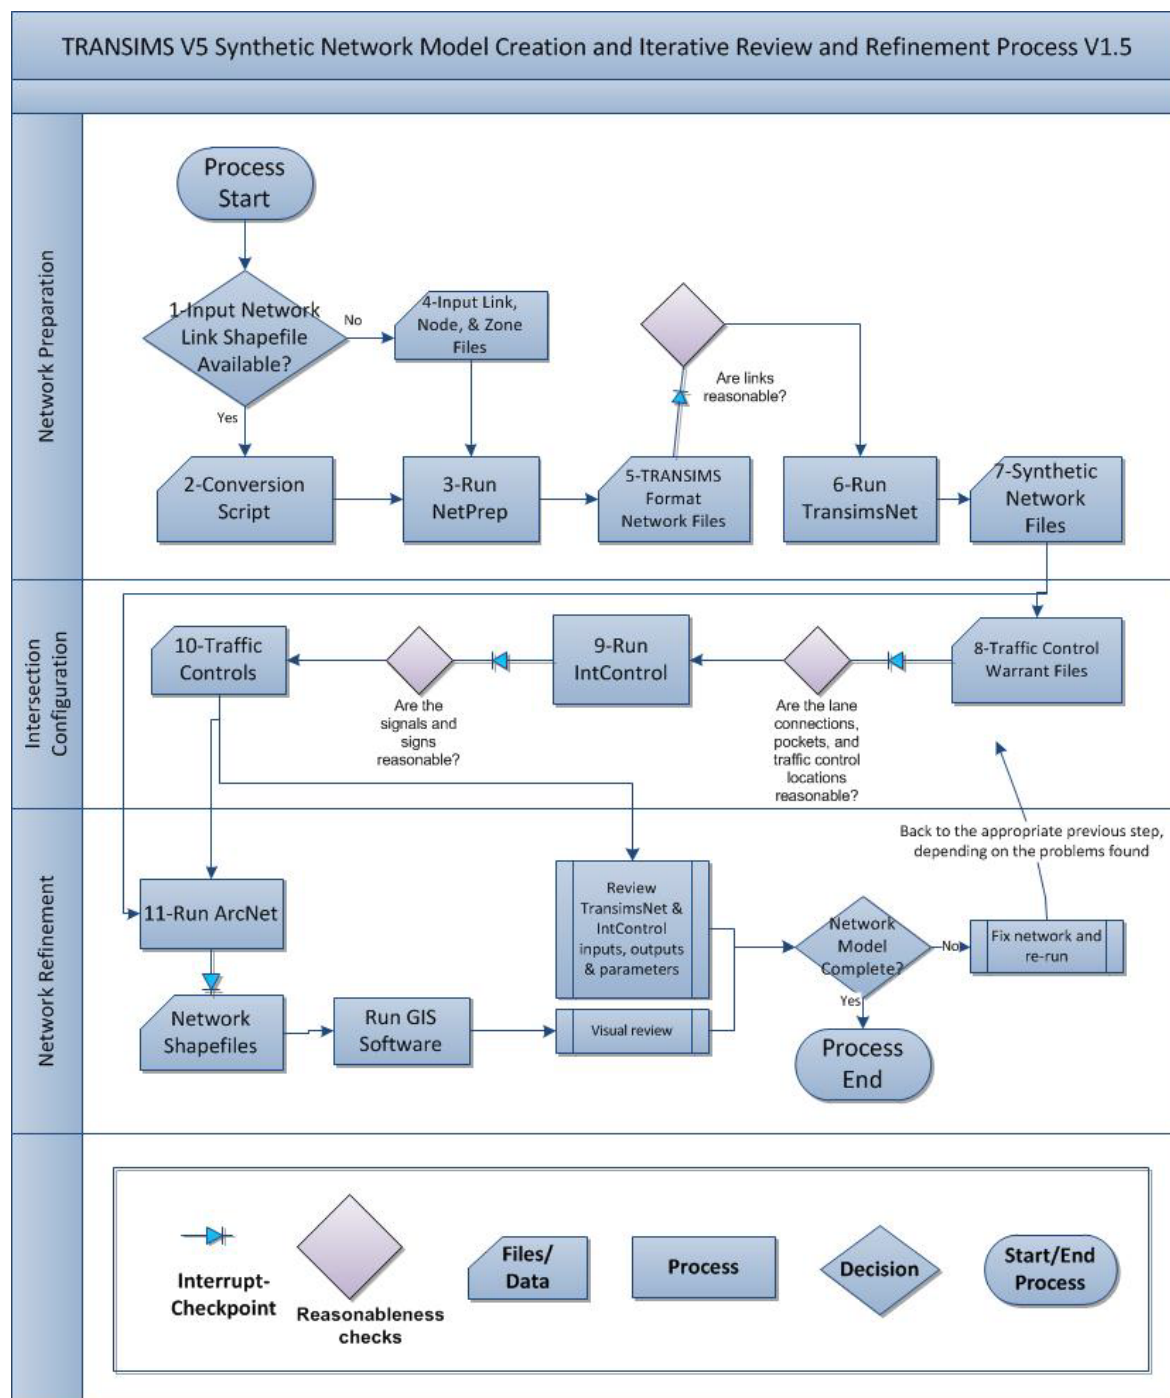 TRANSIMS V5 Synthetic Network Model Creation and Iterative Review and Refinement Process V1.5
Network Preparation
Process
Start
1-Input Network
Link Shapefile
Available?
No
Yes
4-Input Link,
Node, & Zone
Files
Are links
reasonable?
2-Conversion
Script
3-Run
NetPrep
5-TRANSIMS
Format
Network Files
6-Run
TransimsNet
7-Synthetic
Network
Files
Intersection
Configuration
10-Traffic
Controls
Are the
signals and
signs
reasonable?
9-Run
IntControl
Are the lane
connections,
pockets, and
traffic control
locations
reasonable?
8-Traffic Control
Warrant Files
Network Refinement
Back to the appropriate previous step,
depending on the problems found
11-Run ArcNet
Review
TransimsNet &
IntControl
inputs, outputs
& parameters
Network
Model
Complete?
No
Fix network and
re-run
Yes
Network
Shapefiles
Run GIS
Software
Visual review
Process
End
Interrupt-
Checkpoint
Reasonableness
checks
Files/
Data
Process
Decision
Start/End
Process